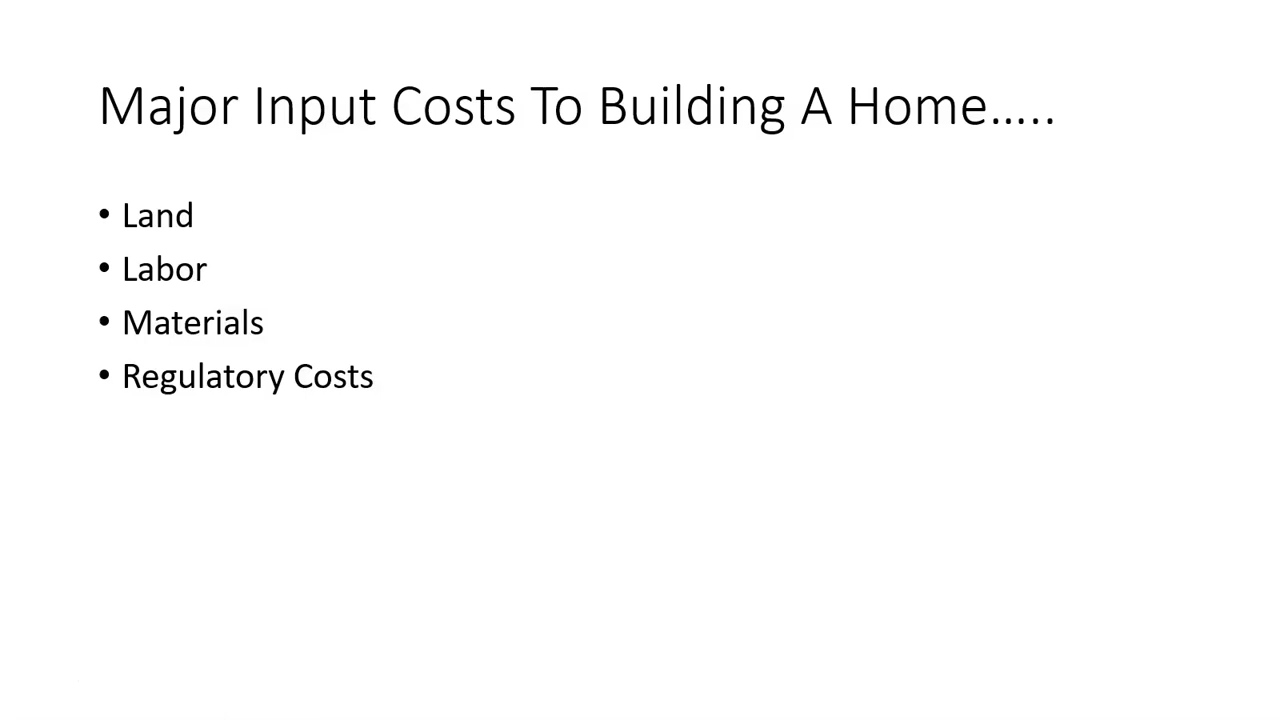 Major Input Costs To Building A Home…..
• Land
• Labor
• Materials
• Regulatory Costs